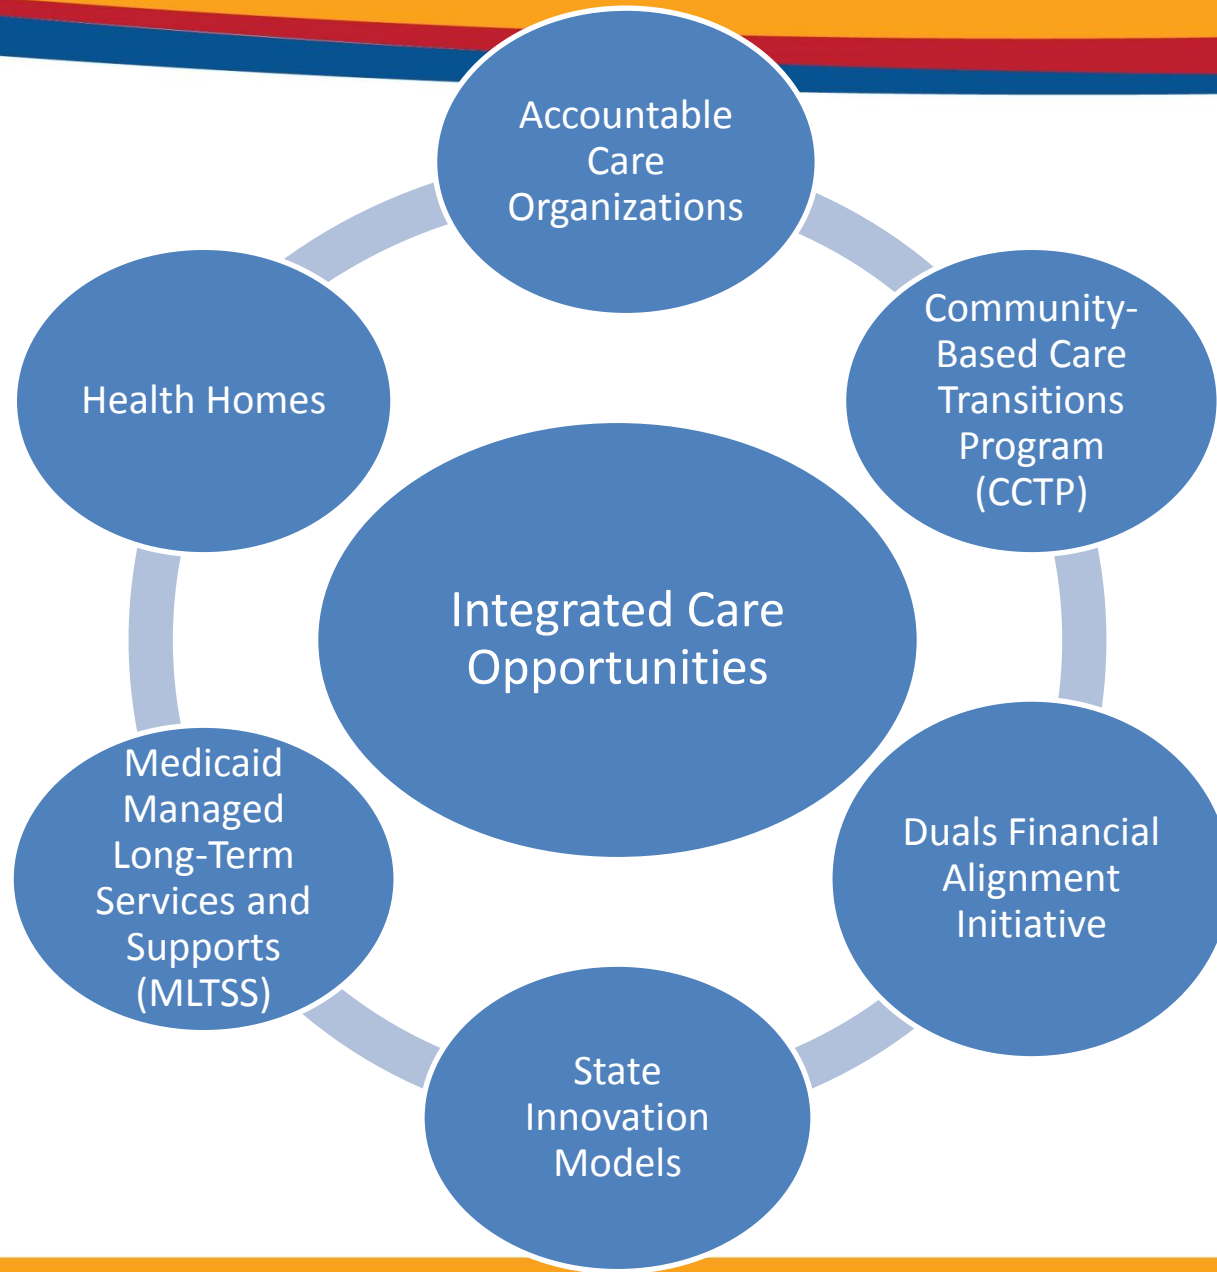 Accountable
Care
Organizations
Community-
Based Care
Transitions
Program
(CCTP)
Health Homes
Integrated Care
Opportunities
Medicaid
Managed
Long-Term
Services and
Supports
(MLTSS)
Duals Financial
Alignment
Initiative
State
Innovation
Models